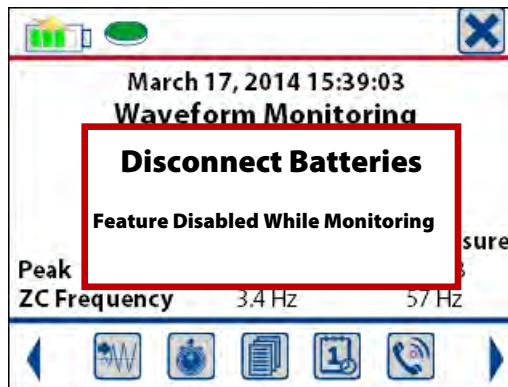 March 17, 2014 15:39:03
Waveform Monitoring
Disconnect Batteries
Feature Disabled While Monitoring
sure
Peak
ZC Frequency 3.4 Hz 57 Hz
1